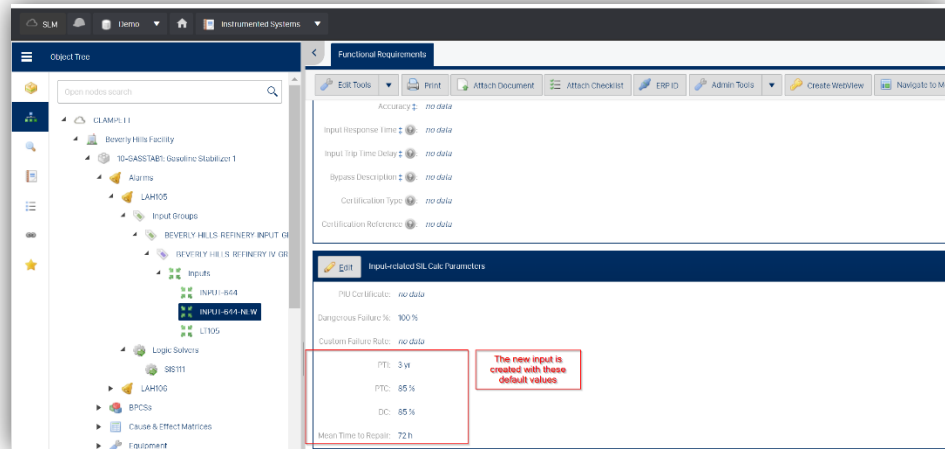 SLM Demo Instrumented Systems
Object Tree
Functional Requirements
Edit Tools Print Attach Document Attach Checklist ERP ID Admin Tools Create WebView Navigate to M
Open nodes search
CLAMPETT
Beverly Hills Facility
10-GASSTAB1: Gasoline Stabilizer 1
Alarms
LAH105
Input Groups
BEVERLY HILLS REFINERY INPUT GI
BEVERLY HILLS REFINERY IV GR
Inputs
INPUT-644
INPUT-644-NEW
LT105
Logic Solvers
SIS111
LAH106
BPCSs
Cause & Effect Matrices
Equipment
Accuracy ‡: no data
Input Response Time ‡ : no data
Input Trip Time Delay ‡ : no data
Bypass Description ‡ : no data
Certification Type : no data
Certification Reference : no data
Edit Input-related SIL Calc Parameters
PIU Certificate: no data
Dangerous Failure %: 100 %
Custom Failure Rate: no data
PTI: 3 yr
PTC: 85 %
DC: 85 %
Mean Time to Repair: 72 h
The new input is
created with these
default values